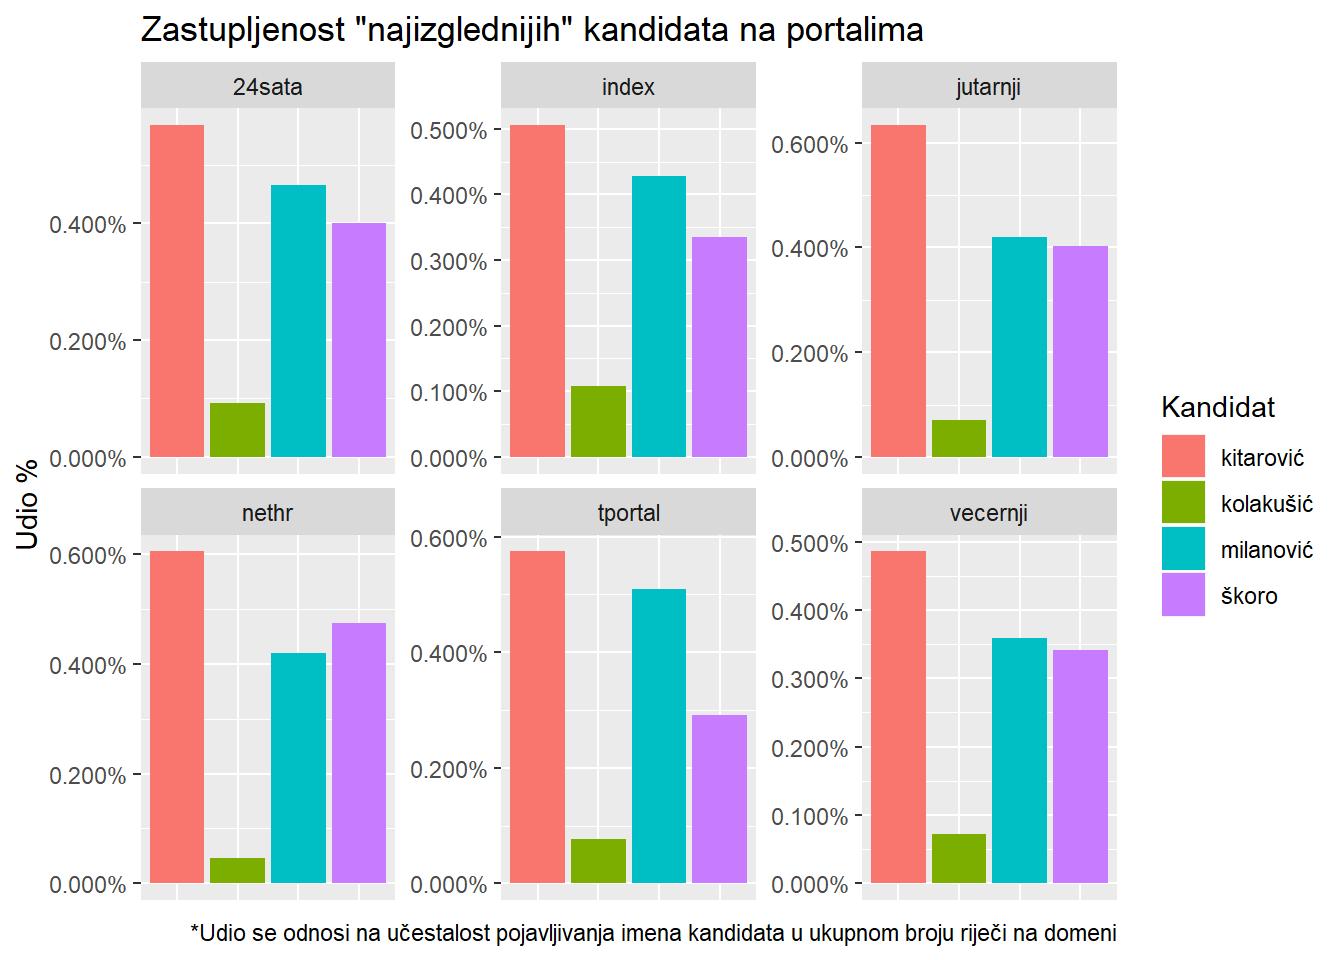 Zastupljenost "najizglednijih" kandidata na portalima
Udio %
24sata
0.400%
0.200%
0.000%
index
0.500%
0.400%
0.300%
0.200%
0.100%
0.000%
jutarnji
0.600%
0.400%
0.200%
0.000%
nethr
0.600%
0.400%
0.200%
0.000%
tportal
0.600%
0.400%
0.200%
0.000%
vecernji
0.500%
0.400%
0.300%
0.200%
0.100%
0.000%
Kandidat
kitarović
kolakušić
milanović
škoro
*Udio se odnosi na učestalost pojavljivanja imena kandidata u ukupnom broju riječi na domeni